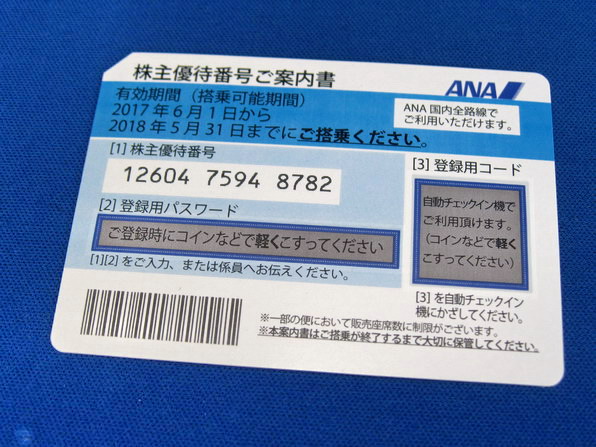 株主優待番号ご案内書
ANA
有効期間（搭乗可能期間）
2017年6月1日から
2018年5月31日までにご搭乗ください。
ANA国内全路線で
ご利用いただけます。
[1] 株主優待番号
12604 7594 8782
[2] 登録用パスワード
ご登録時にコインなどで軽くこすってください
[1][2]をご入力、または係員へお伝えください。
[3] 登録用コード
自動チェックイン機で
ご利用頂けます。
（コインなどで軽く
こすってください）
[3]を自動チェックイン
機にかざしてください。
※一部の便において販売座席数に制限がございます。
※本案内書はご搭乗が終了するまで大切に保管してください。